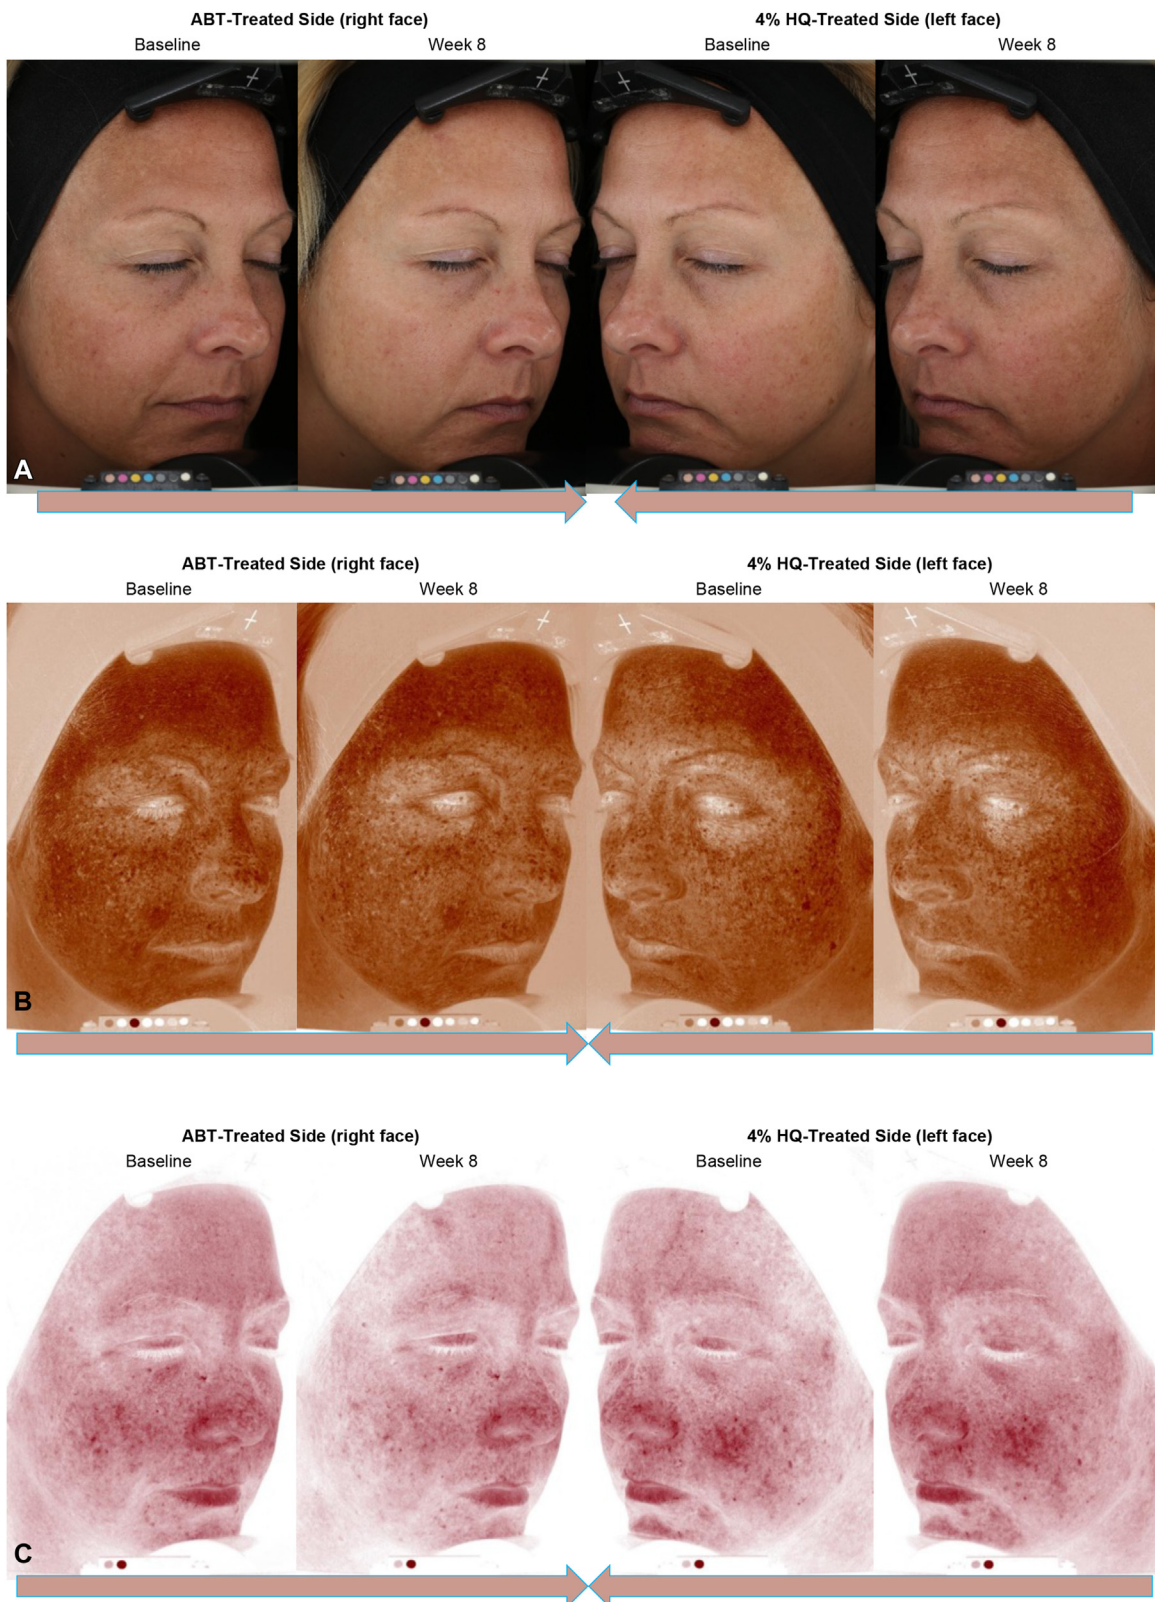 ABT-Treated Side (right face) 4% HQ-Treated Side (left face)
Baseline Week 8 Baseline Week 8
A
ABT-Treated Side (right face) 4% HQ-Treated Side (left face)
Baseline Week 8 Baseline Week 8
B
ABT-Treated Side (right face) 4% HQ-Treated Side (left face)
Baseline Week 8 Baseline Week 8
C